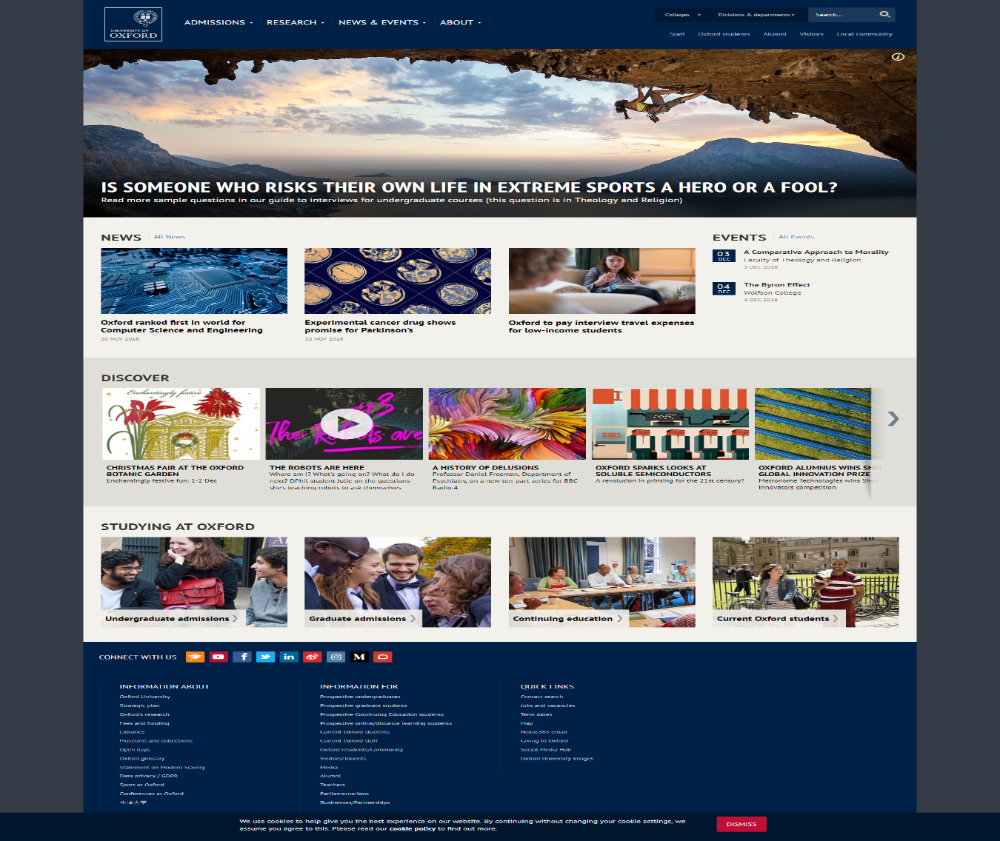 UNIVERSITY OF
OXFORD
ADMISSIONS
RESEARCH
NEWS & EVENTS
ABOUT
Colleges
Divisions & departments
Search...
Staff
Oxford students
Alumni
Visitors
Local community
IS SOMEONE WHO RISKS THEIR OWN LIFE IN EXTREME SPORTS A HERO OR A FOOL?
Read more sample questions in our guide to interviews for undergraduate courses (this question is in Theology and Religion)
NEWS
All News
Oxford ranked first in world for
Computer Science and Engineering
30 NOV 2018
Experimental cancer drug shows
promise for Parkinson's
30 NOV 2018
Oxford to pay interview travel expenses
for low-income students
EVENTS
All Events
03
DEC
A Comparative Approach to Morality
Faculty of Theology and Religion
3 DEC 2018
04
DEC
The Byron Effect
Wolfson College
4 DEC 2018
DISCOVER
Enchantingly festive
#3
The Robots are
3D
CHRISTMAS FAIR AT THE OXFORD
BOTANIC GARDEN
Enchantingly festive fun: 1-2 Dec
THE ROBOTS ARE HERE
Where am I? What's going on? What do I do
next? DPhil student Julie on the questions
she's teaching robots to ask themselves
A HISTORY OF DELUSIONS
Professor Daniel Freeman, Department of
Psychiatry, on a new ten-part series for BBC
Radio 4
OXFORD SPARKS LOOKS AT
SOLUBLE SEMICONDUCTORS
A revolution in printing for the 21st century?
OXFORD ALUMNUS WINS SHEL
GLOBAL INNOVATION PRIZE
Metronome Technologies wins She
Innovators competition
STUDYING AT OXFORD
Undergraduate admissions
Graduate admissions
Continuing education
Current Oxford students
CONNECT WITH US
INFORMATION ABOUT
Oxford University
Strategic plan
Oxford's research
Fees and funding
Libraries
Museums and collections
Open days
Oxford glossary
Statement on Modern Slavery
Data privacy / GDPR
Sport at Oxford
Conferences at Oxford
牛津大学
INFORMATION FOR
Prospective undergraduates
Prospective graduate students
Prospective Continuing Education students
Prospective online/distance learning students
Current Oxford students
Current Oxford staff
Oxford residents/Community
Visitors/Tourists
Media
Alumni
Teachers
Parliamentarians
Businesses/Partnerships
QUICK LINKS
Contact search
Jobs and vacancies
Term dates
Map
Nexus365 email
Giving to Oxford
Social Media Hub
Oxford University Images
We use cookies to help give you the best experience on our website. By continuing without changing your cookie settings, we
assume you agree to this. Please read our cookie policy to find out more.
DISMISS